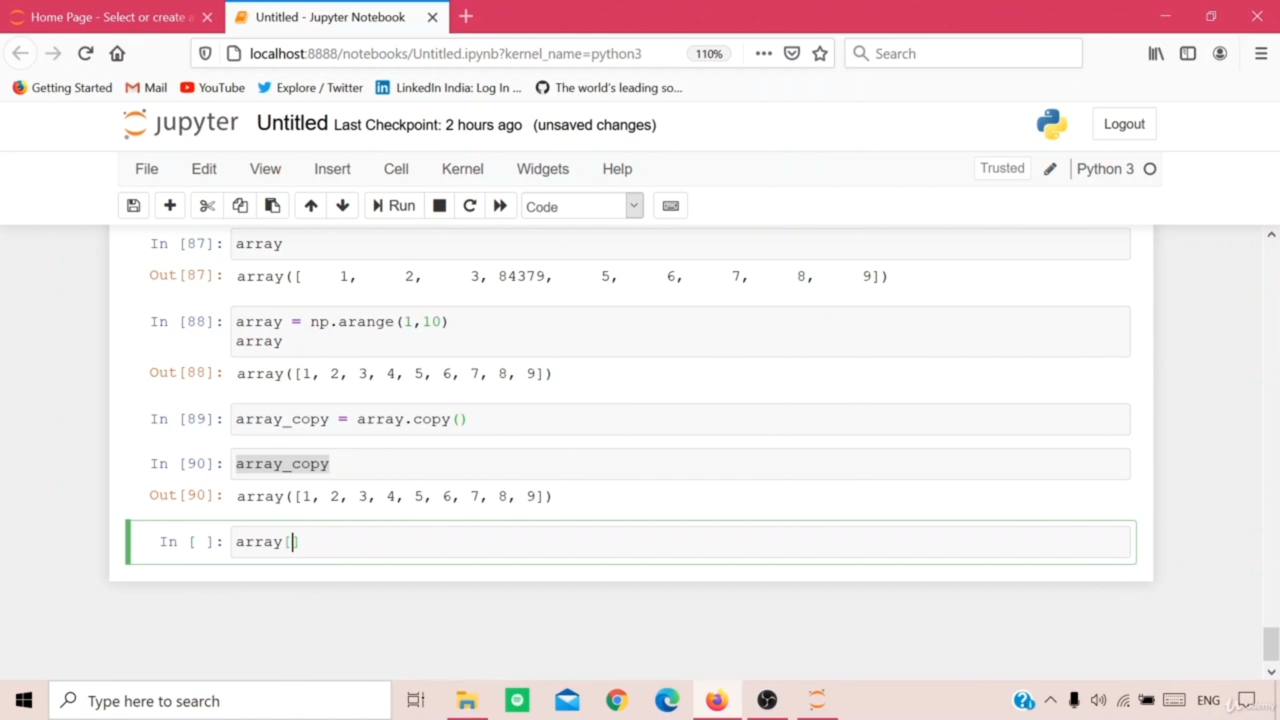 Home Page - Select or create a
Untitled - Jupyter Notebook
localhost:8888/notebooks/Untitled.ipynb?kernel_name=python3
110%
Search
Getting Started
Mail
YouTube
Explore / Twitter
LinkedIn India: Log In ...
The world's leading so...
jupyter
Untitled Last Checkpoint: 2 hours ago (unsaved changes)
Logout
File Edit View Insert Cell Kernel Widgets Help
Trusted
Python 3
Run
Code
In [87]: array
Out[87]: array([    1,     2,     3, 84379,     5,     6,     7,     8,     9])
In [88]: array = np.arange(1,10)
array
Out[88]: array([1, 2, 3, 4, 5, 6, 7, 8, 9])
In [89]: array_copy = array.copy()
In [90]: array_copy
Out[90]: array([1, 2, 3, 4, 5, 6, 7, 8, 9])
In [ ]: array[]
Type here to search
ENG
Udemy